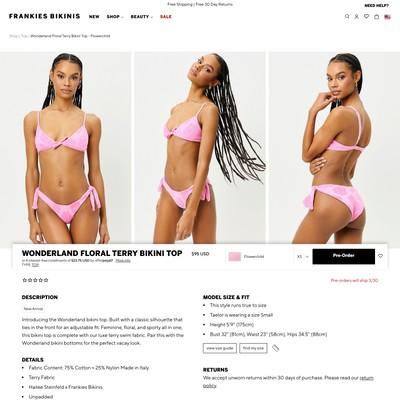 Free Shipping | Free 30 Day Returns
NEED HELP?
FRANKIES BIKINIS
NEW SHOP BEAUTY SALE
Shop / Top / Wonderland Floral Terry Bikini Top - Flowerchild
WONDERLAND FLORAL TERRY BIKINI TOP
$95 USD
or 4 interest-free installments of $23.75 USD by afterpay More info
TYPE: TOP
Flowerchild
XS
Pre-Order
Pre-orders will ship 3/30
DESCRIPTION
New Arrival
Introducing the Wonderland bikini top. Built with a classic silhouette that
ties in the front for an adjustable fit. Feminine, floral, and sporty all in one,
this bikini top is complete with our luxe terry swim fabric. Pair this with the
Wonderland bikini bottoms for the perfect vacay look.
DETAILS
Fabric Content: 75% Cotton + 25% Nylon Made in Italy
Terry Fabric
Hailee Steinfeld x Frankies Bikinis
Unpadded
MODEL SIZE & FIT
This style runs true to size
Taelor is wearing a size Small
Height 5'9" (175cm)
Bust 32" (81cm), Waist 23" (58cm), Hips 34.5" (88cm)
view size guide
find my size
RETURNS
We accept unworn returns within 30 days of purchase. Please read our return
policy.